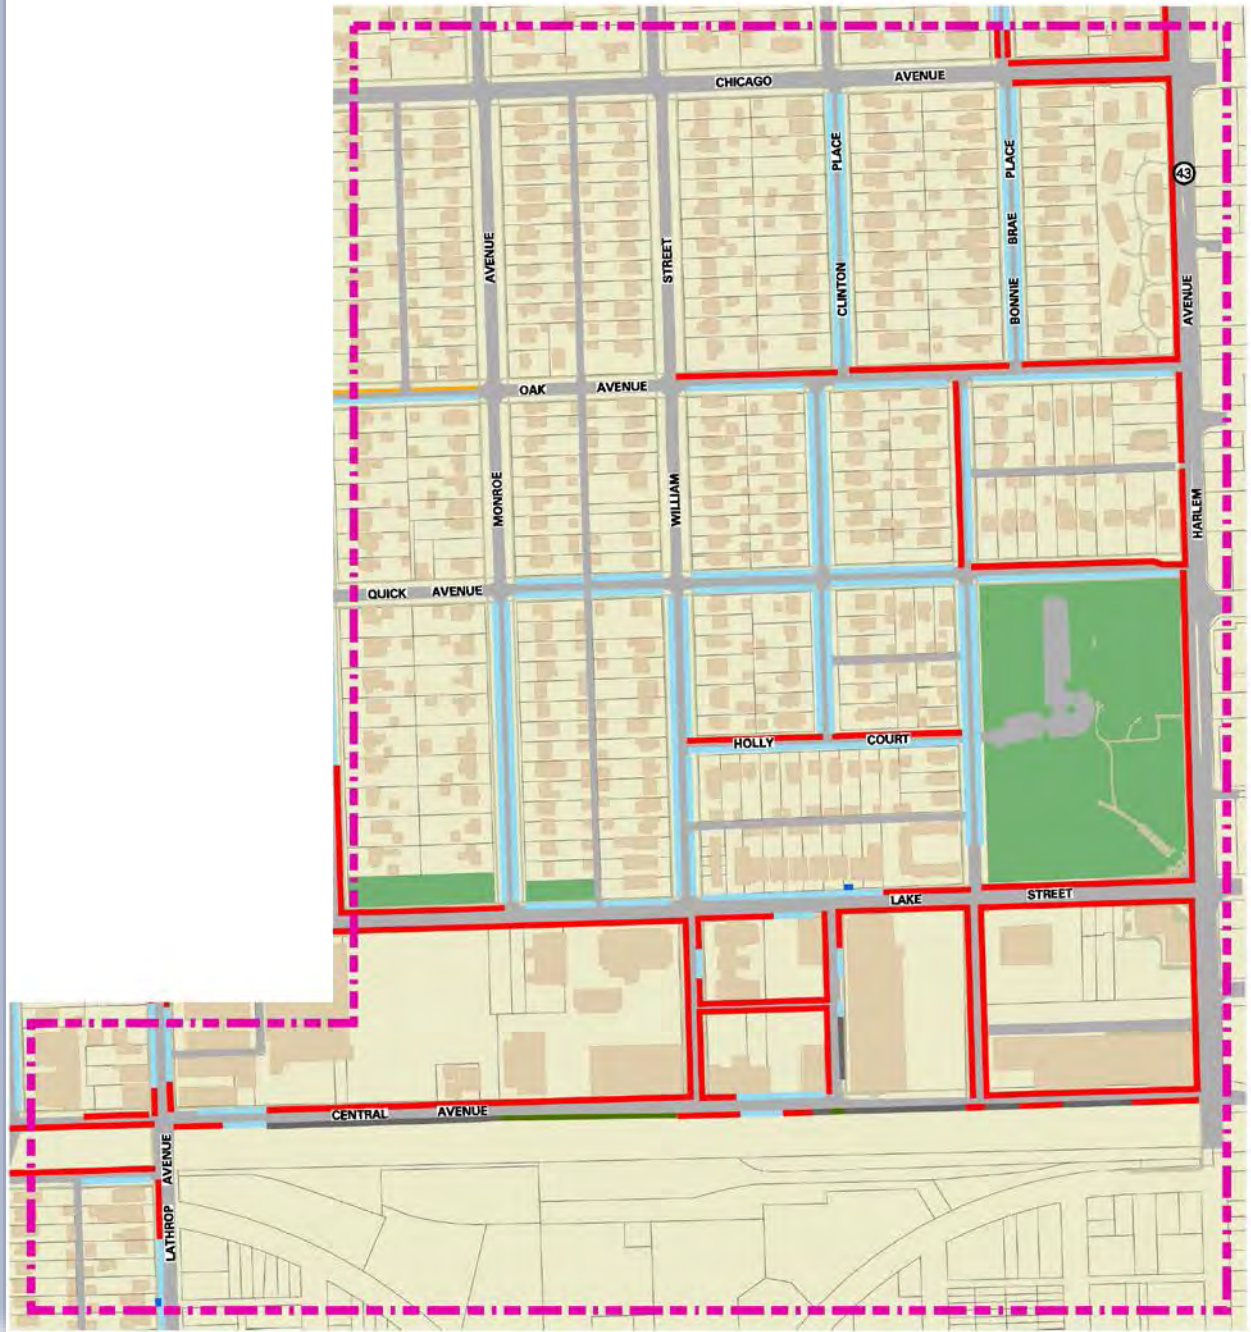 CHICAGO AVENUE
PLACE
PLACE
43
BRAE
AVENUE
STREET
CLINTON
BONNIE
AVENUE
OAK AVENUE
MONROE
WILLIAM
HARLEM
QUICK AVENUE
HOLLY COURT
LAKE STREET
CENTRAL AVENUE
AVENUE
LATHROP